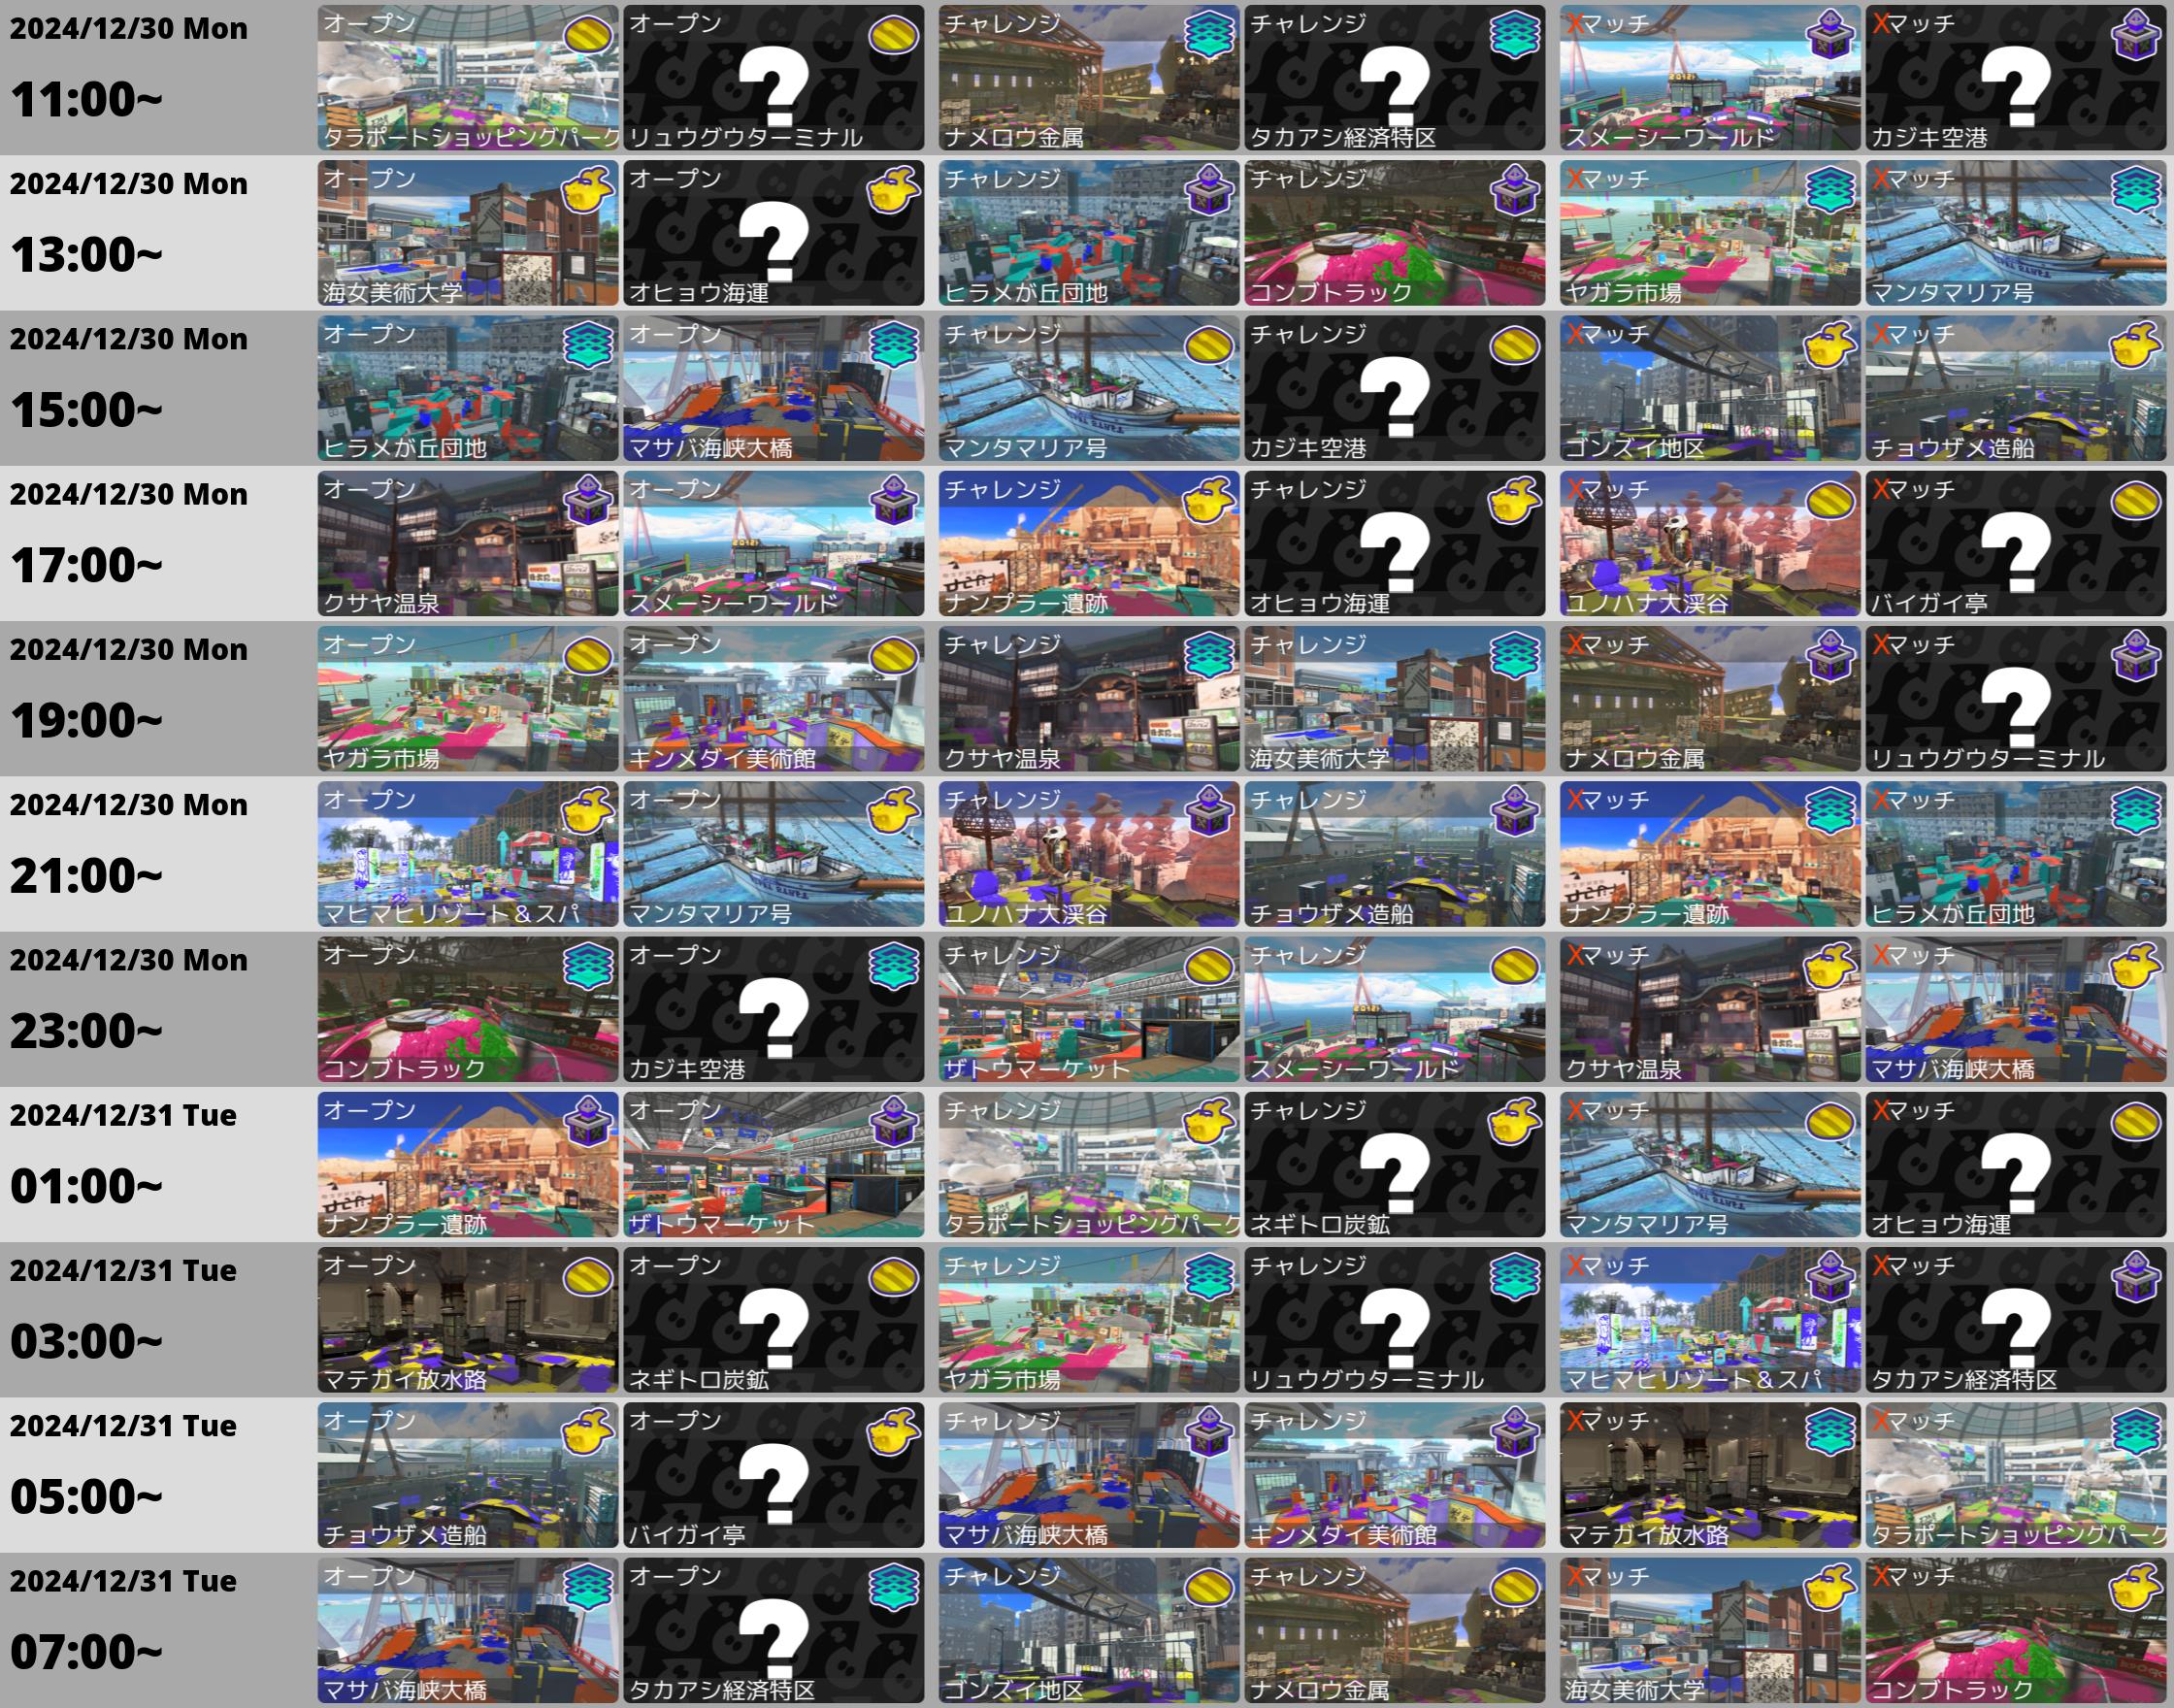 2024/12/30 Mon
11:00~
オープン
タラポートショッピングパーク
オープン
リュウグウターミナル
チャレンジ
ナメロウ金属
チャレンジ
タカアシ経済特区
Xマッチ
スメーシーワールド
Xマッチ
カジキ空港
2024/12/30 Mon
13:00~
オープン
海女美術大学
オープン
オヒョウ海運
チャレンジ
ヒラメが丘団地
チャレンジ
コンブトラック
Xマッチ
ヤガラ市場
Xマッチ
マンタマリア号
2024/12/30 Mon
15:00~
オープン
ヒラメが丘団地
オープン
マサバ海峡大橋
チャレンジ
マンタマリア号
チャレンジ
カジキ空港
Xマッチ
ゴンズイ地区
Xマッチ
チョウザメ造船
2024/12/30 Mon
17:00~
オープン
クサヤ温泉
オープン
スメーシーワールド
チャレンジ
ナンプラー遺跡
チャレンジ
オヒョウ海運
Xマッチ
ユノハナ大渓谷
Xマッチ
バイガイ亭
2024/12/30 Mon
19:00~
オープン
ヤガラ市場
オープン
キンメダイ美術館
チャレンジ
クサヤ温泉
チャレンジ
海女美術大学
Xマッチ
ナメロウ金属
Xマッチ
リュウグウターミナル
2024/12/30 Mon
21:00~
オープン
マヒマヒリゾート＆スパ
オープン
マンタマリア号
チャレンジ
ユノハナ大渓谷
チャレンジ
チョウザメ造船
Xマッチ
ナンプラー遺跡
Xマッチ
ヒラメが丘団地
2024/12/30 Mon
23:00~
オープン
コンブトラック
オープン
カジキ空港
チャレンジ
ザトウマーケット
チャレンジ
スメーシーワールド
Xマッチ
クサヤ温泉
Xマッチ
マサバ海峡大橋
2024/12/31 Tue
01:00~
オープン
ナンプラー遺跡
オープン
ザトウマーケット
チャレンジ
タラポートショッピングパーク
チャレンジ
ネギトロ炭鉱
Xマッチ
マンタマリア号
Xマッチ
オヒョウ海運
2024/12/31 Tue
03:00~
オープン
マテガイ放水路
オープン
ネギトロ炭鉱
チャレンジ
ヤガラ市場
チャレンジ
リュウグウターミナル
Xマッチ
マヒマヒリゾート＆スパ
Xマッチ
タカアシ経済特区
2024/12/31 Tue
05:00~
オープン
チョウザメ造船
オープン
バイガイ亭
チャレンジ
マサバ海峡大橋
チャレンジ
キンメダイ美術館
Xマッチ
マテガイ放水路
Xマッチ
タラポートショッピングパーク
2024/12/31 Tue
07:00~
オープン
マサバ海峡大橋
オープン
タカアシ経済特区
チャレンジ
ゴンズイ地区
チャレンジ
ナメロウ金属
Xマッチ
海女美術大学
Xマッチ
コンブトラック